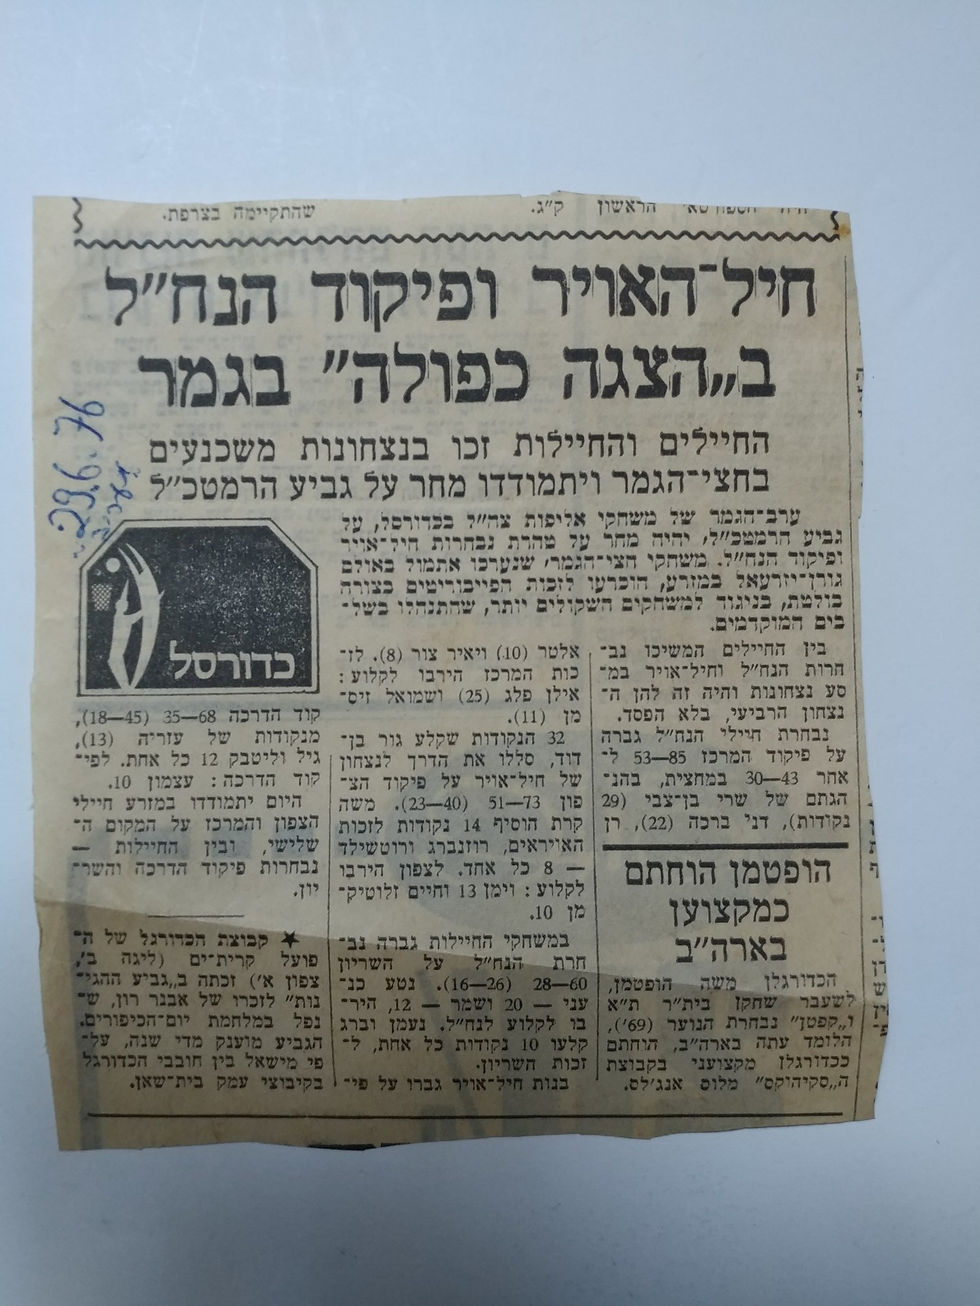 הראשון ק"ג.
שהתקיימה בצרפת.
חיל־האויר ופיקוד הנח"ל
ב„הצגה כפולה" בגמר
החיילים והחיילות זכו בנצחונות משכנעים
בחצי־הגמר ויתמודדו מחר על גביע הרמטכ"ל
29.6.76
ערב־הגמר של משחקי אליפות צה"ל בכדורסל, על
גביע הרמטכ"ל, יהיה מחר על טהרת נבחרות חיל־אויר
ופיקוד הנח"ל. משחקי חצי־הגמר, שנערכו אתמול באולם
גורן־יזרעאל במזרע, הוכרעו לזכות הפייבוריטים בצורה
בולטת, בניגוד למשחקים השקולים יותר, שהתנהלו בשל־
בים המוקדמים.
בין החיילים המשיכו נב־
חרות הנח"ל וחיל־אויר במ־
סע נצחונות והיה זה להן ה־
נצחון הרביעי, בלא הפסד.
נבחרת חיילי הנח"ל גברה
על פיקוד המרכז 85—53 ל־
אחר 43—30 במחצית, בהנ־
הגתם של שרי בן־צבי (29
נקודות), דני ברכה (22), רן
אלטר (10) ויאיר צור (8). לז־
כות המרכז הירבו לקלוע:
אילן פלג (25) ושמואל זיס־
מן (11).
32 הנקודות שקלע גור בן־
דוד, סללו את הדרך לנצחון
של חיל־אויר על פיקוד הצ־
פון 73—51 (40—23). משה
קרת הוסיף 14 נקודות לזכות
האויראים, רוזנברג ורוטשילד
— 8 כל אחד. לצפון הירבו
לקלוע: וימן 13 וחיים זלוטיק־
מן 10.
במשחקי החיילות גברה נב־
חרת הנח"ל על השריון
60—28 (26—16). נטע כנ־
עני — 20 ושמר — 12, היר־
בו לקלוע לנח"ל. נעמן וברג
קלעו 10 נקודות כל אחת, ל־
זכות השריון.
בנות חיל־אויר גברו על פי־
כדורסל
קוד הדרכה 68—35 (45—18),
מנקודות של עזריה (13),
גיל וליטבק 12 כל אחת. לפי־
קוד הדרכה: עצמון 10.
היום יתמודדו במזרע חיילי
הצפון והמרכז על המקום ה־
שלישי, ובין החיילות —
נבחרות פיקוד הדרכה והשר־
יון.
★ קבוצת הכדורגל של ה־
פועל קרית־ים (ליגה ב',
צפון א') זכתה ב„גביע ההגי־
נות" לזכרו של אבנר רון, ש־
נפל במלחמת יום־הכיפורים.
הגביע מוענק מדי שנה, על־
פי מישאל בין חובבי הכדורגל
בקיבוצי עמק בית־שאן.
הופטמן הוחתם
כמקצוען
בארה"ב
הכדורגלן משה הופטמן,
לשעבר שחקן בית"ר ת"א
ו„קפטן" נבחרת הנוער (69'),
הלומד עתה בארה"ב, הוחתם
ככדורגלן מקצועני בקבוצת
ה„סקיהוקס" מלוס אנג'לס.